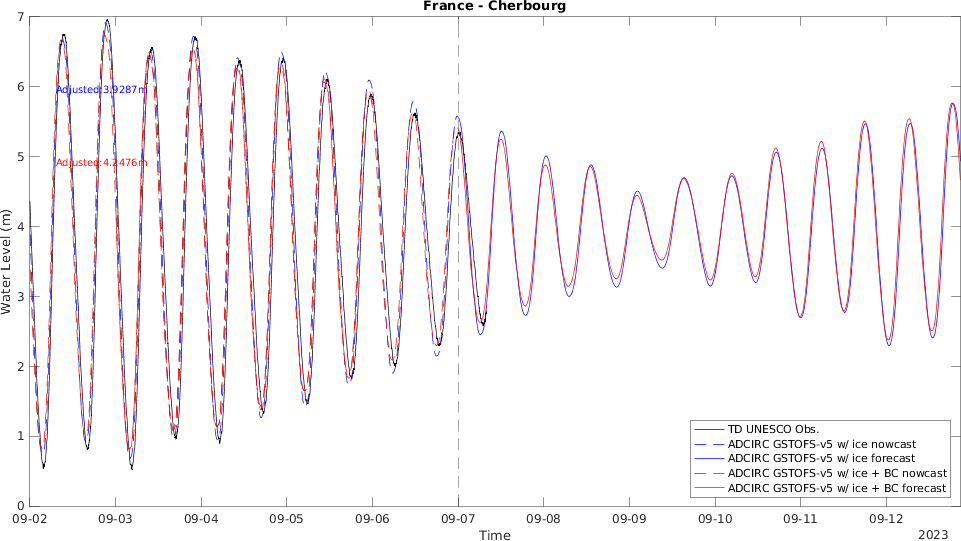 France - Cherbourg
7
6
5
4
3
2
1
0
Water Level (m)
Adjusted:3.9287m
Adjusted:4.2476m
TD UNESCO Obs.
ADCIRC GSTOFS-v5 w/ ice nowcast
ADCIRC GSTOFS-v5 w/ ice forecast
ADCIRC GSTOFS-v5 w/ ice + BC nowcast
ADCIRC GSTOFS-v5 w/ ice + BC forecast
09-02 09-03 09-04 09-05 09-06 09-07 09-08 09-09 09-10 09-11 09-12
Time
2023